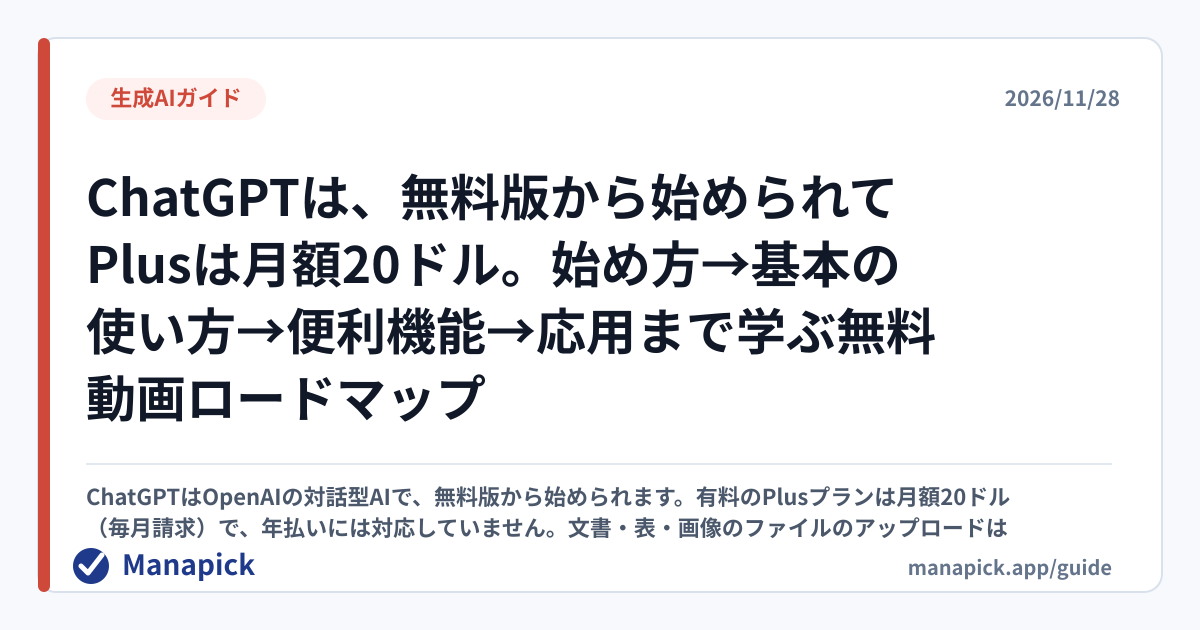 生成AIガイド
2026/11/28
ChatGPTは、無料版から始められて
Plusは月額20ドル。始め方→基本の
使い方→便利機能→応用まで学ぶ無料
動画ロードマップ
ChatGPTはOpenAIの対話型AIで、無料版から始められます。有料のPlusプランは月額20ドル
（毎月請求）で、年払いには対応していません。文書・表・画像のファイルのアップロードは
Manapick
manapick.app/guide